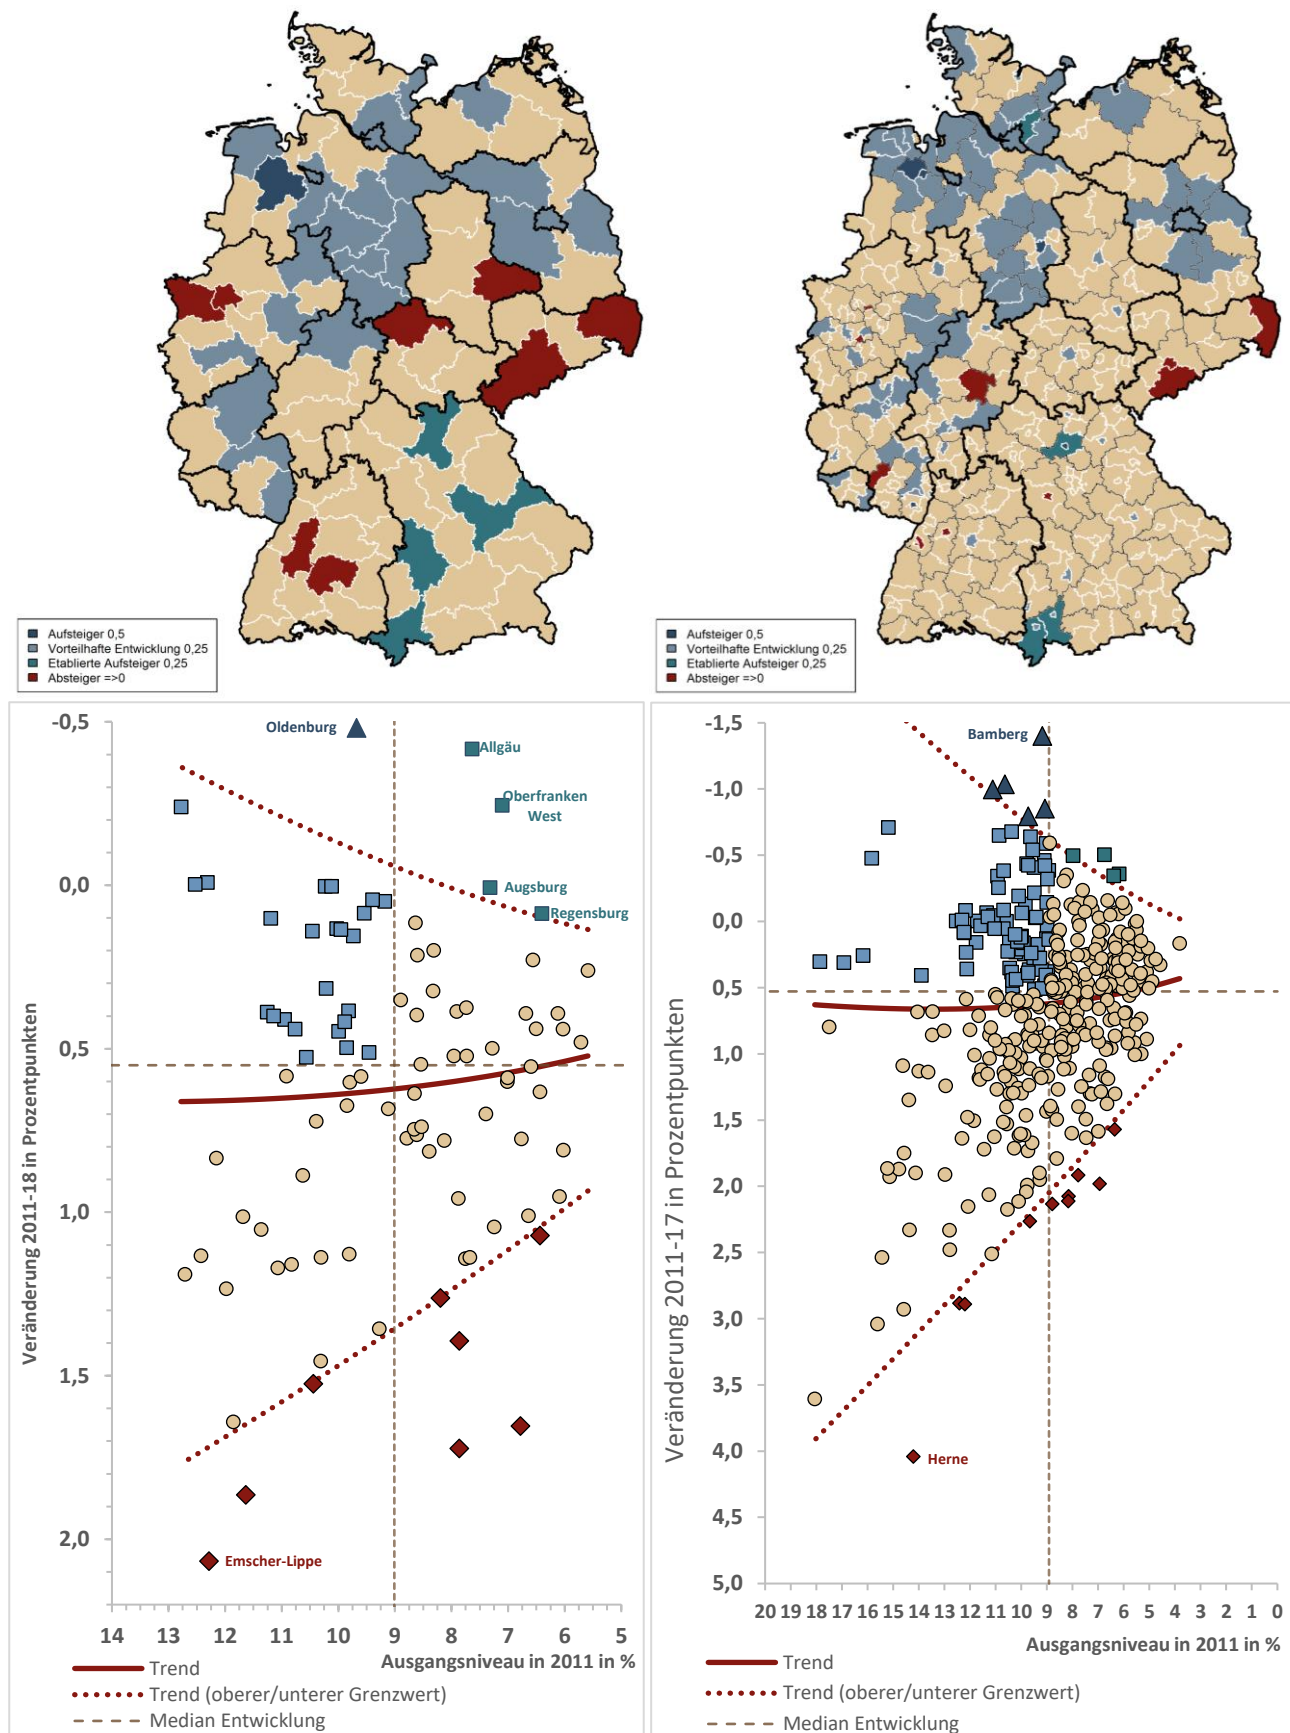 Aufsteiger 0,5
Vorteilhafte Entwicklung 0,25
Etablierte Aufsteiger 0,25
Absteiger =>0
Aufsteiger 0,5
Vorteilhafte Entwicklung 0,25
Etablierte Aufsteiger 0,25
Absteiger =>0
Veränderung 2011-18 in Prozentpunkten
-0,5
0,0
0,5
1,0
1,5
2,0
Oldenburg
Allgäu
Oberfranken
West
Augsburg
Regensburg
Emscher-Lippe
14 13 12 11 10 9 8 7 6 5
Ausgangsniveau in 2011 in %
Trend
Trend (oberer/unterer Grenzwert)
Median Entwicklung
Veränderung 2011-17 in Prozentpunkten
-1,5
-1,0
-0,5
0,0
0,5
1,0
1,5
2,0
2,5
3,0
3,5
4,0
4,5
5,0
Bamberg
Herne
20 19 18 17 16 15 14 13 12 11 10 9 8 7 6 5 4 3 2 1 0
Ausgangsniveau in 2011 in %
Trend
Trend (oberer/unterer Grenzwert)
Median Entwicklung